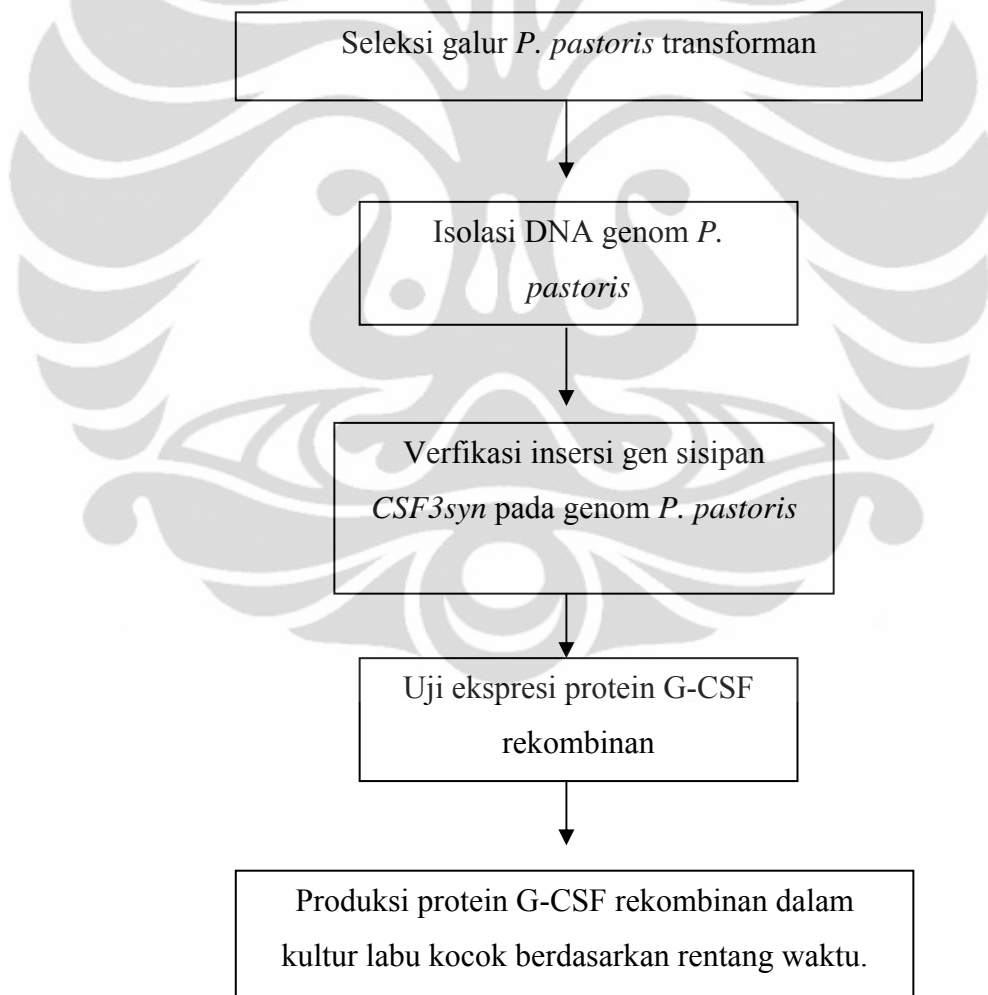 Seleksi galur P. pastoris transforman
Isolasi DNA genom P.
pastoris
Verfikasi insersi gen sisipan
CSF3syn pada genom P. pastoris
Uji ekspresi protein G-CSF
rekombinan
Produksi protein G-CSF rekombinan dalam
kultur labu kocok berdasarkan rentang waktu.